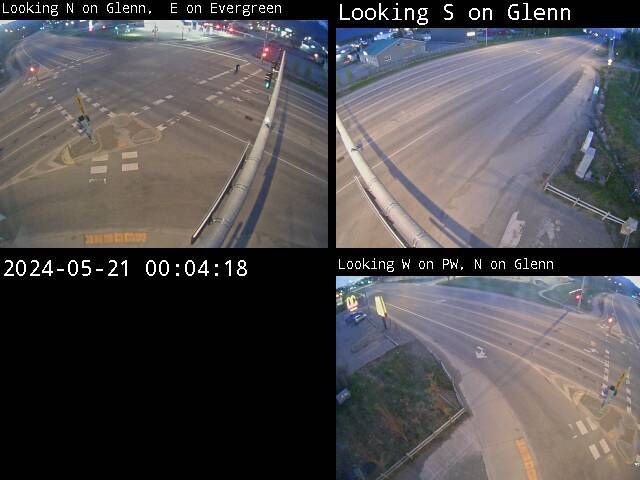 Looking N on Glenn,  E on Evergreen
Looking S on Glenn
2024-05-21 00:04:18
Looking W on PW, N on Glenn